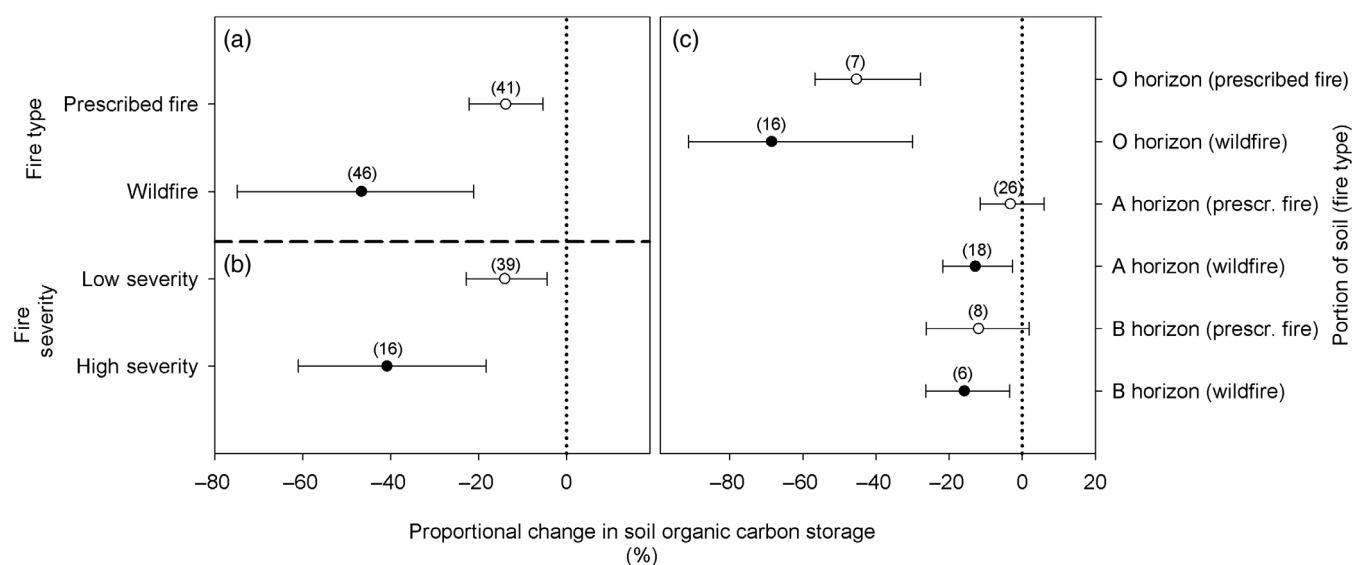 (a)
Fire type
Prescribed fire
(41)
Wildfire
(46)
(b)
Fire
severity
Low severity
(39)
High severity
(16)
−80
−60
−40
−20
0
(c)
(7)
O horizon (prescribed fire)
(16)
O horizon (wildfire)
(26)
A horizon (prescr. fire)
(18)
A horizon (wildfire)
(8)
B horizon (prescr. fire)
(6)
B horizon (wildfire)
Portion of soil (fire type)
−80
−60
−40
−20
0
20
Proportional change in soil organic carbon storage
(%)